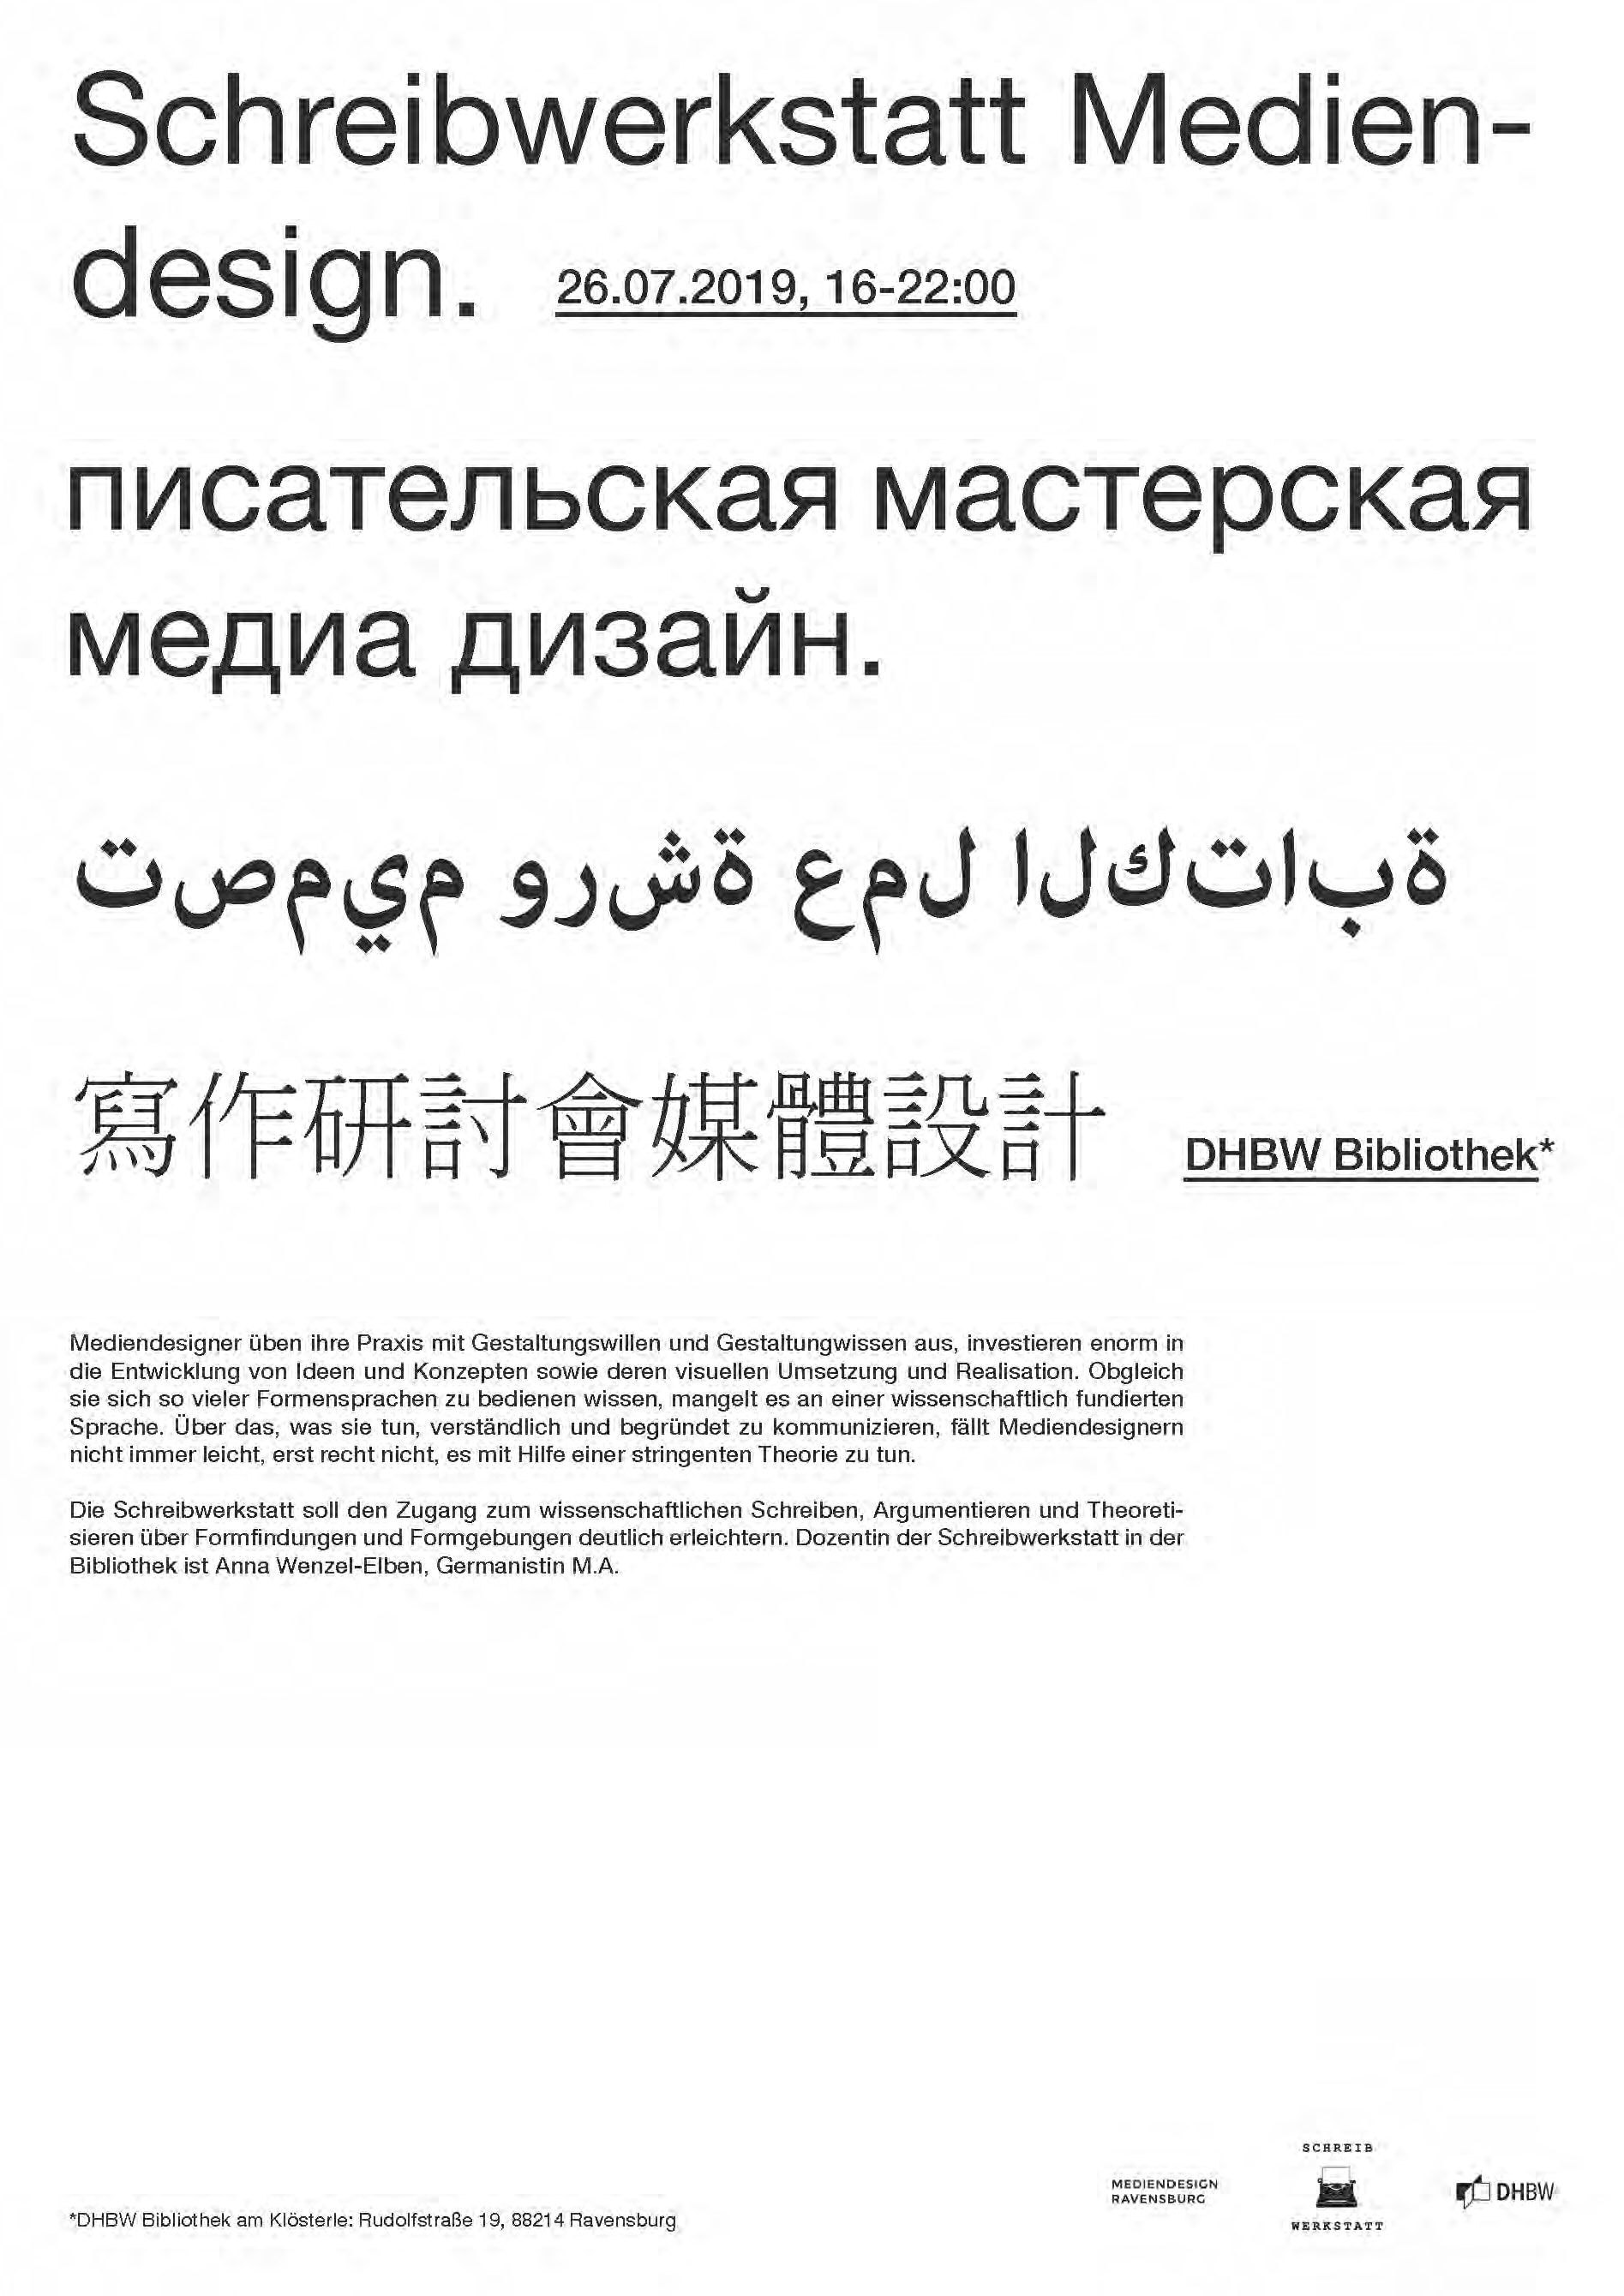 Schreibwerkstatt Medien-
design. 26.07.2019, 16-22:00
писательская мастерская
медиа дизайн.
تصميم ورشة عمل الكتابة
寫作研討會媒體設計 DHBW Bibliothek*
Mediendesigner üben ihre Praxis mit Gestaltungswillen und Gestaltungwissen aus, investieren enorm in
die Entwicklung von Ideen und Konzepten sowie deren visuellen Umsetzung und Realisation. Obgleich
sie sich so vieler Formensprachen zu bedienen wissen, mangelt es an einer wissenschaftlich fundierten
Sprache. Über das, was sie tun, verständlich und begründet zu kommunizieren, fällt Mediendesignern
nicht immer leicht, erst recht nicht, es mit Hilfe einer stringenten Theorie zu tun.
Die Schreibwerkstatt soll den Zugang zum wissenschaftlichen Schreiben, Argumentieren und Theoreti-
sieren über Formfindungen und Formgebungen deutlich erleichtern. Dozentin der Schreibwerkstatt in der
Bibliothek ist Anna Wenzel-Elben, Germanistin M.A.
*DHBW Bibliothek am Klösterle: Rudolfstraße 19, 88214 Ravensburg
MEDIENDESIGN
RAVENSBURG
SCHREIB
WERKSTATT
DHBW